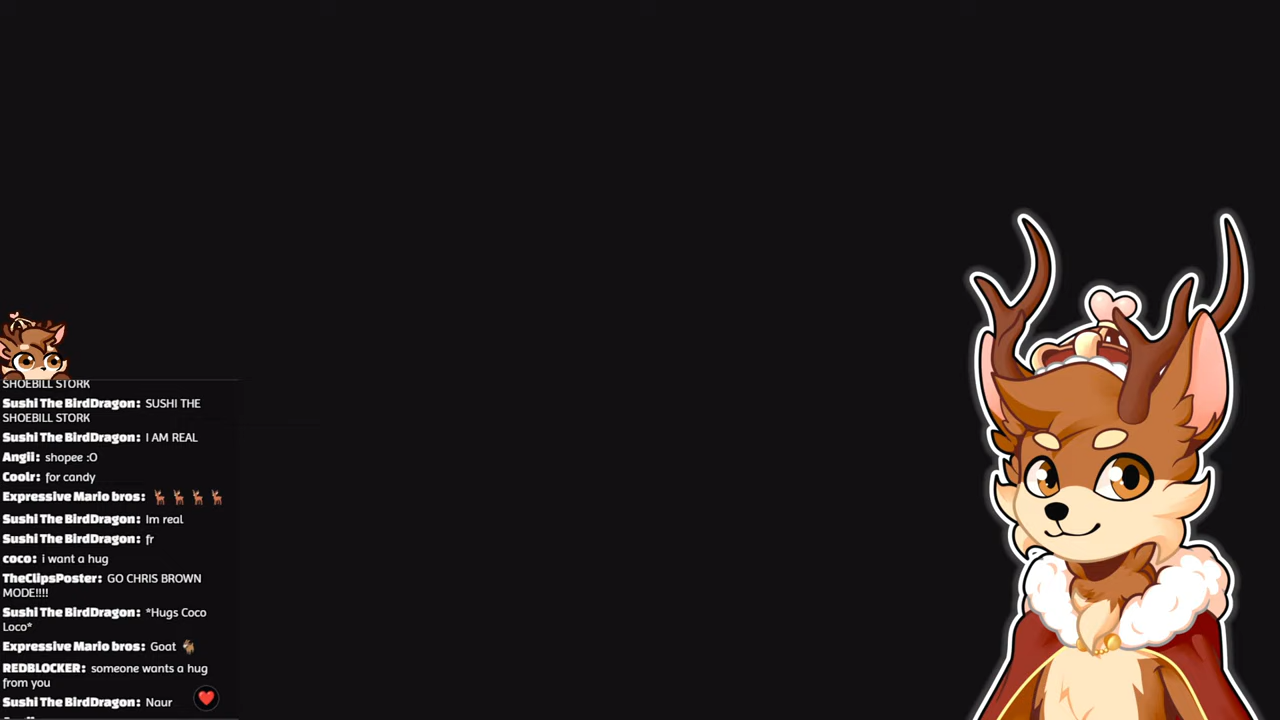 SHOEBILL STORK
Sushi The BirdDragon: SUSHI THE
SHOEBILL STORK
Sushi The BirdDragon: I AM REAL
Angii: shopee :O
Coolr: for candy
Expressive Mario bros: 🦌 🦌 🦌 🦌
Sushi The BirdDragon: Im real
Sushi The BirdDragon: fr
coco: i want a hug
TheClipsPoster: GO CHRIS BROWN
MODE!!!!
Sushi The BirdDragon: *Hugs Coco
Loco*
Expressive Mario bros: Goat 🐐
REDBLOCKER: someone wants a hug
from you
Sushi The BirdDragon: Naur